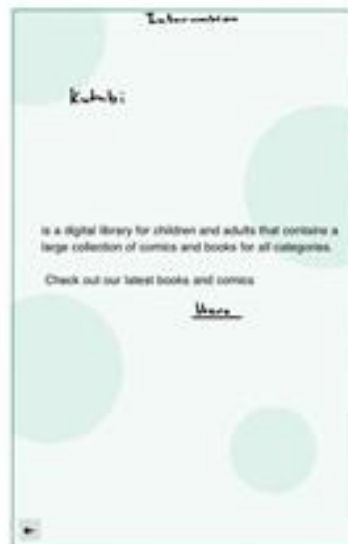 Information
Kutubi
is a digital library for children and adults that contains a
large collection of comics and books for all categories.
Check out our latest books and comics
Here